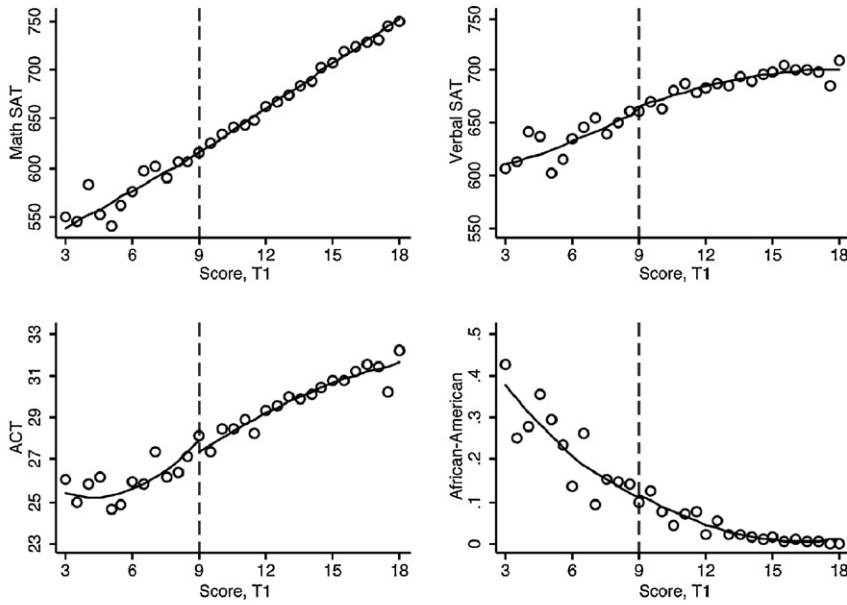 Math SAT
750
700
650
600
550
3 6 9 12 15 18
Score, T1
Verbal SAT
750
700
650
600
550
3 6 9 12 15 18
Score, T1
ACT
33
31
29
27
25
23
3 6 9 12 15 18
Score, T1
African-American
.5
.4
.3
.2
.1
0
3 6 9 12 15 18
Score, T1